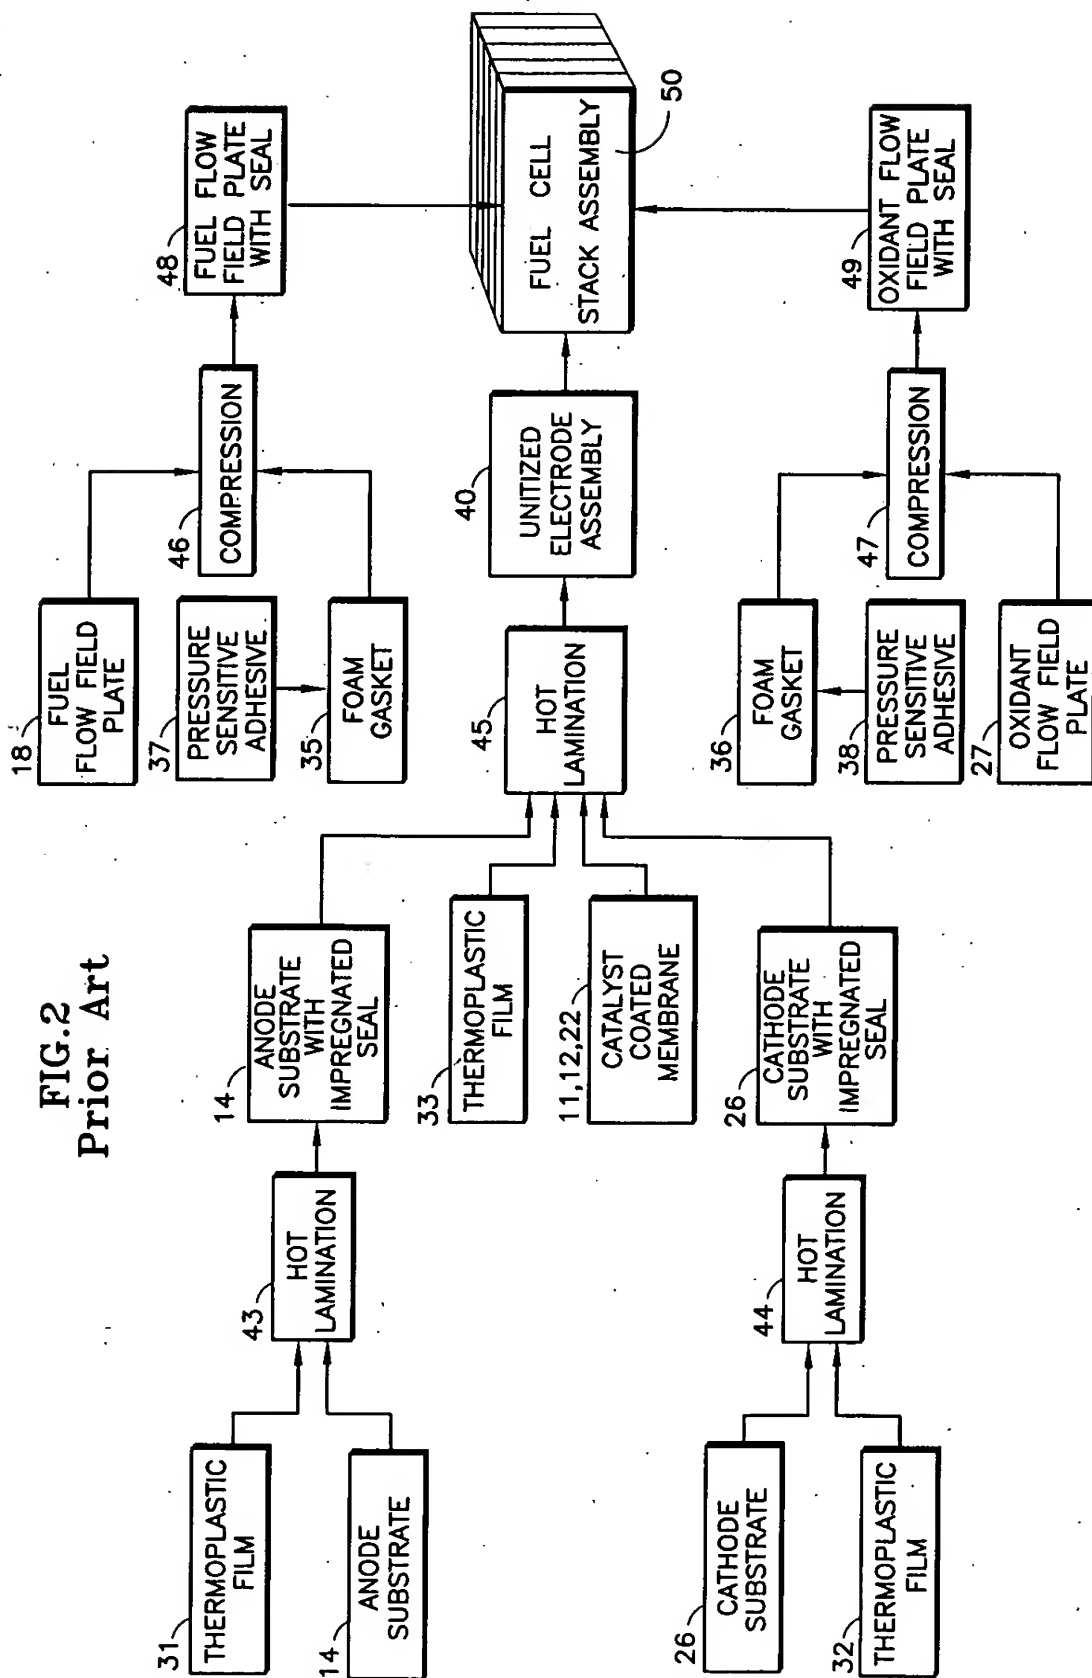 FIG.2
Prior Art
31
THERMOPLASTIC
FILM
14
ANODE
SUBSTRATE
43
HOT
LAMINATION
14
ANODE
SUBSTRATE
WITH
IMPREGNATED
SEAL
33
THERMOPLASTIC
FILM
11,12,22
CATALYST
COATED
MEMBRANE
26
CATHODE
SUBSTRATE
32
THERMOPLASTIC
FILM
44
HOT
LAMINATION
26
CATHODE
SUBSTRATE
WITH
IMPREGNATED
SEAL
45
HOT
LAMINATION
40
UNITIZED
ELECTRODE
ASSEMBLY
18
FUEL
FLOW FIELD
PLATE
37
PRESSURE
SENSITIVE
ADHESIVE
35
FOAM
GASKET
46
COMPRESSION
48
FUEL FLOW
FIELD PLATE
WITH SEAL
36
FOAM
GASKET
38
PRESSURE
SENSITIVE
ADHESIVE
27
OXIDANT
FLOW FIELD
PLATE
47
COMPRESSION
49
OXIDANT FLOW
FIELD PLATE
WITH SEAL
FUEL CELL
STACK ASSEMBLY
50